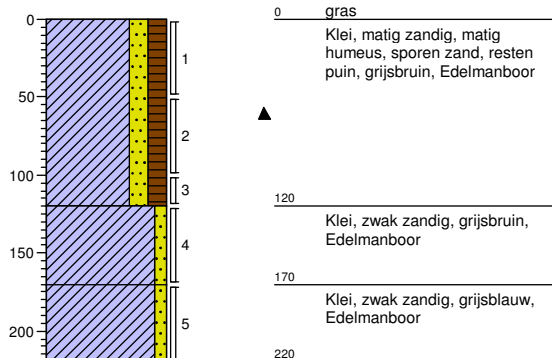 0
50
100
150
200
1
2
3
4
5
0 gras
Klei, matig zandig, matig
humeus, sporen zand, resten
puin, grijsbruin, Edelmanboor
120
Klei, zwak zandig, grijsbruin,
Edelmanboor
170
Klei, zwak zandig, grijsblauw,
Edelmanboor
220